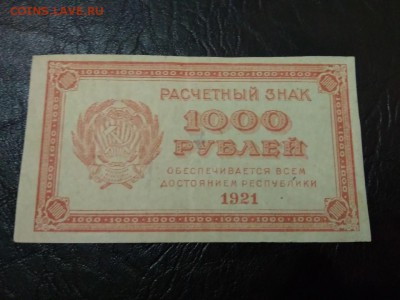 COINS.LAVE.RU
РАСЧЕТНЫЙ ЗНАК
1000
РУБЛЕЙ
ОБЕСПЕЧИВАЕТСЯ ВСЕМ
ДОСТОЯНИЕМ РЕСПУБЛИКИ
1921